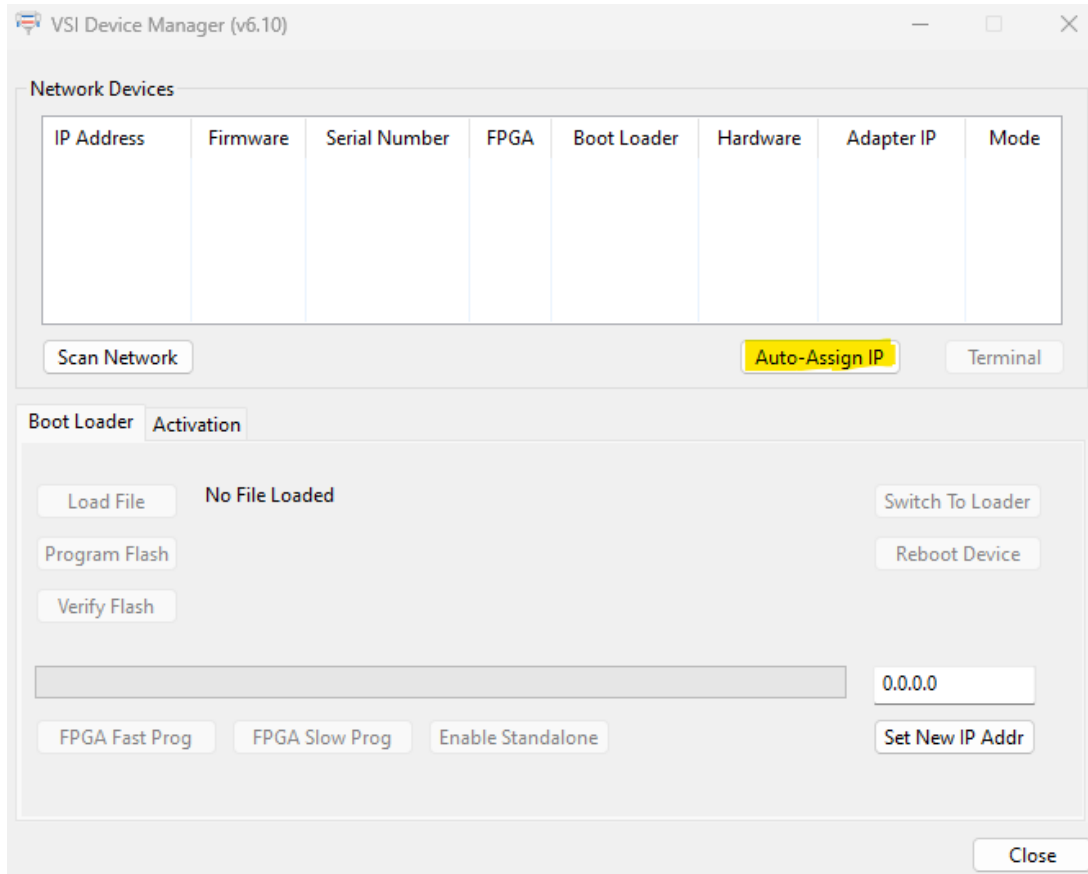 VSI Device Manager (v6.10)
Network Devices
IP Address Firmware Serial Number FPGA Boot Loader Hardware Adapter IP Mode
Scan Network Auto-Assign IP Terminal
Boot Loader Activation
Load File No File Loaded Switch To Loader
Program Flash Reboot Device
Verify Flash
0.0.0.0
FPGA Fast Prog FPGA Slow Prog Enable Standalone Set New IP Addr
Close